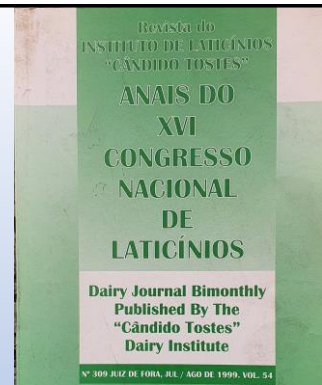 Revista do
INSTITUTO DE LATICÍNIOS
"CÂNDIDO TOSTES"
ANAIS DO
XVI
CONGRESSO
NACIONAL
DE
LATICÍNIOS
Dairy Journal Bimonthly
Published By The
"Cândido Tostes"
Dairy Institute
Nº 309 JUIZ DE FORA, JUL / AGO DE 1999. VOL. 54